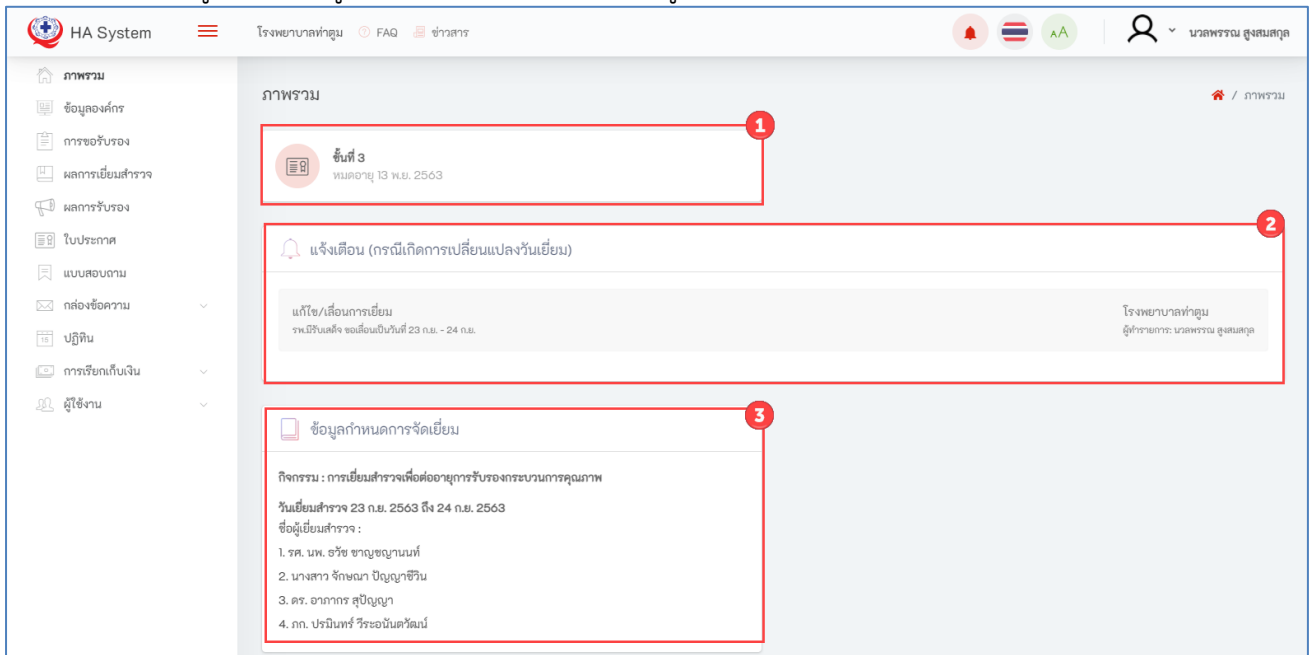 HA System
โรงพยาบาลท่าตูม
FAQ
ข่าวสาร
AA
นวลพรรณ สูงสมสกุล
ภาพรวม
ข้อมูลองค์กร
การขอรับรอง
ผลการเยี่ยมสำรวจ
ผลการรับรอง
ใบประกาศ
แบบสอบถาม
กล่องข้อความ
15 ปฏิทิน
การเรียกเก็บเงิน
ผู้ใช้งาน
ภาพรวม
/ ภาพรวม
1
ขั้นที่ 3
หมดอายุ 13 พ.ย. 2563
2
แจ้งเตือน (กรณีเกิดการเปลี่ยนแปลงวันเยี่ยม)
แก้ไข/เลื่อนการเยี่ยม
รพ.มีรับเสด็จ ขอเลื่อนเป็นวันที่ 23 ก.ย. - 24 ก.ย.
โรงพยาบาลท่าตูม
ผู้ทำรายการ: นวลพรรณ สูงสมสกุล
3
ข้อมูลกำหนดการจัดเยี่ยม
กิจกรรม : การเยี่ยมสำรวจเพื่อต่ออายุการรับรองกระบวนการคุณภาพ
วันเยี่ยมสำรวจ 23 ก.ย. 2563 ถึง 24 ก.ย. 2563
ชื่อผู้เยี่ยมสำรวจ :
1. รศ. นพ. ธวัช ชาญชญานนท์
2. นางสาว จักษณา ปัญญาชีวิน
3. ดร. อาภากร สุปัญญา
4. ภก. ปรมินทร์ วีระอนันตวัฒน์